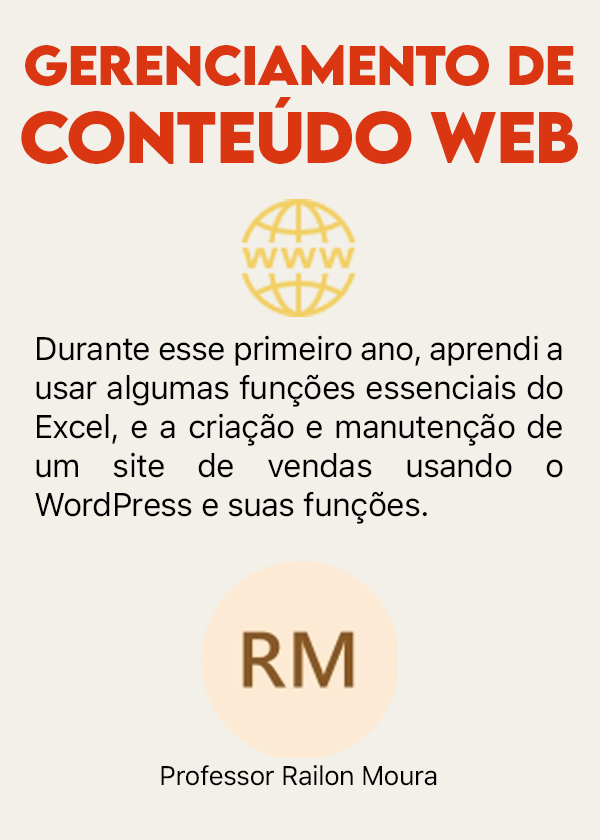 GERENCIAMENTO DE
CONTEÚDO WEB
WWW
Durante esse primeiro ano, aprendi a
usar algumas funções essenciais do
Excel, e a criação e manutenção de
um site de vendas usando o
WordPress e suas funções.
RM
Professor Railon Moura